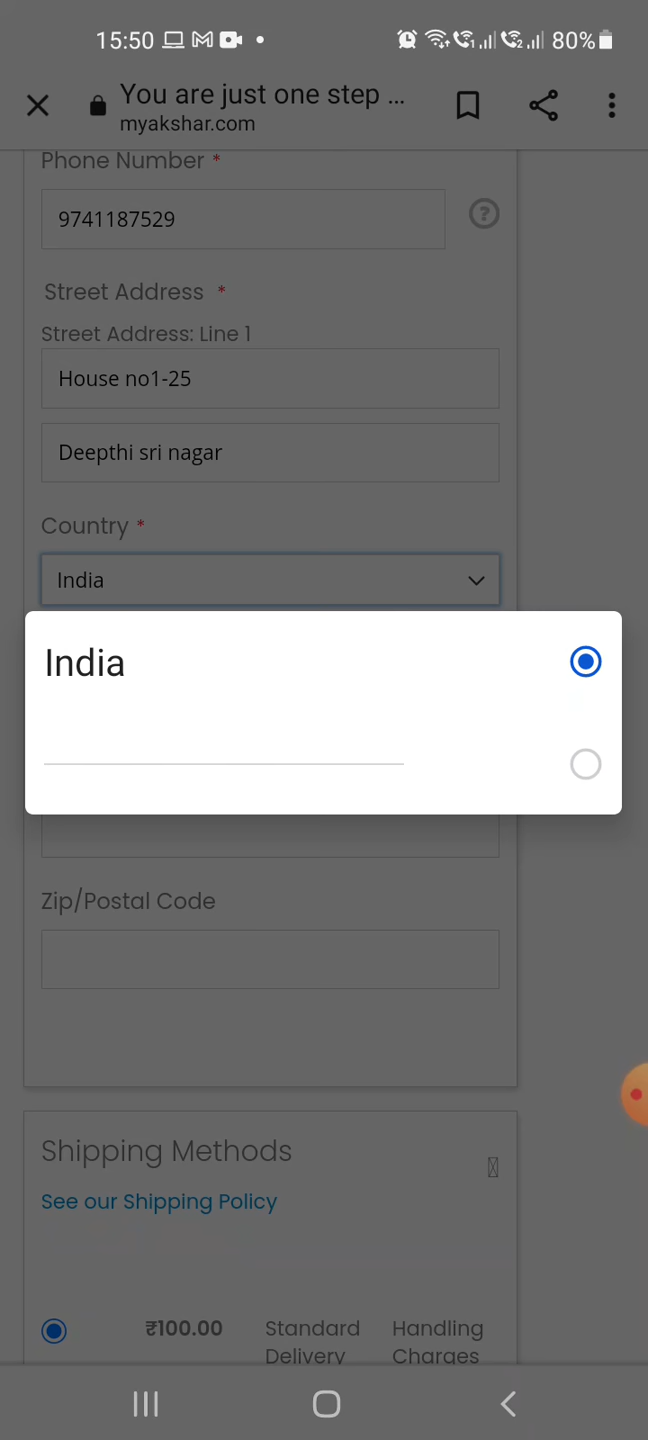 15:50 80%
You are just one step ...
myakshar.com
Phone Number *
9741187529
Street Address *
Street Address: Line 1
House no1-25
Deepthi sri nagar
Country *
India
India
Zip/Postal Code
Shipping Methods
See our Shipping Policy
₹100.00 Standard Handling
Delivery Charges